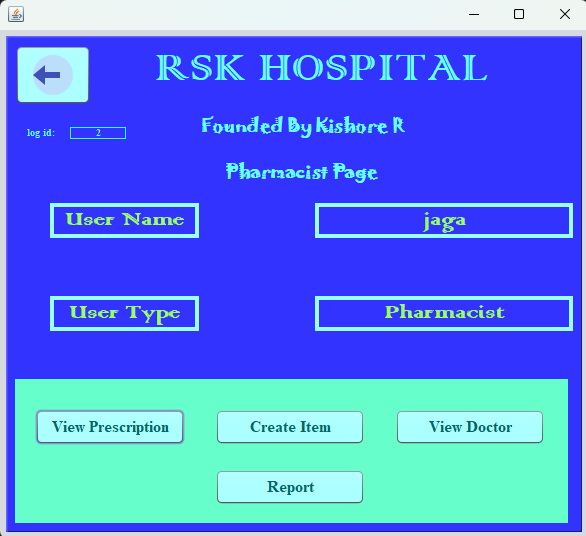 RSK HOSPITAL
log id: 2
Founded By Kishore R
Pharmacist Page
User Name jaga
User Type Pharmacist
View Prescription Create Item View Doctor
Report